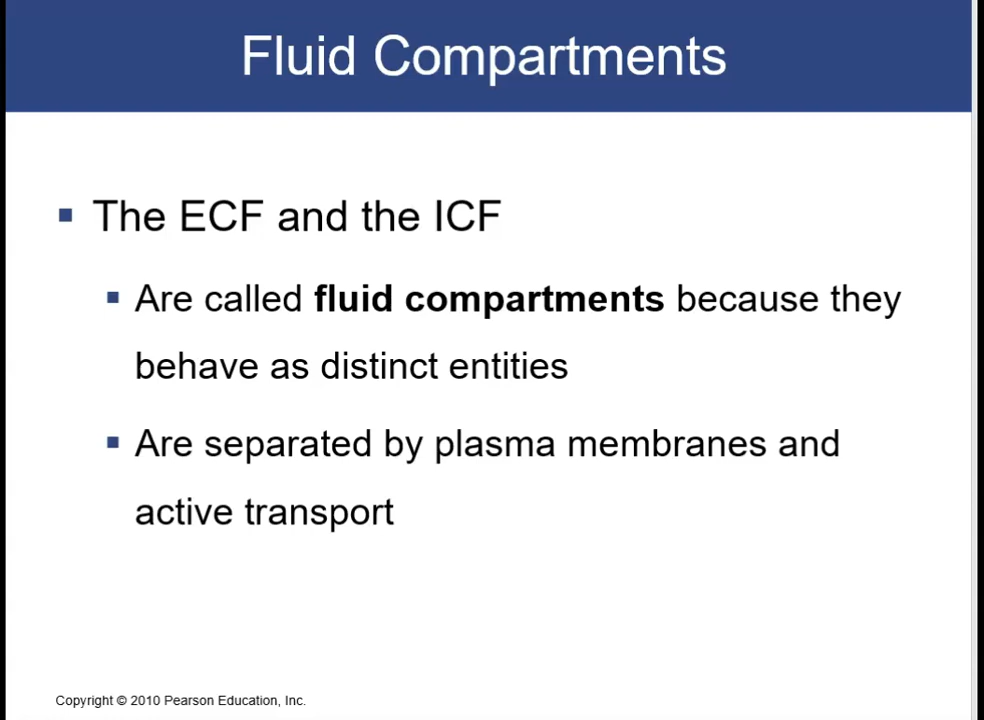 Fluid Compartments
The ECF and the ICF
Are called fluid compartments because they
behave as distinct entities
Are separated by plasma membranes and
active transport
Copyright © 2010 Pearson Education, Inc.